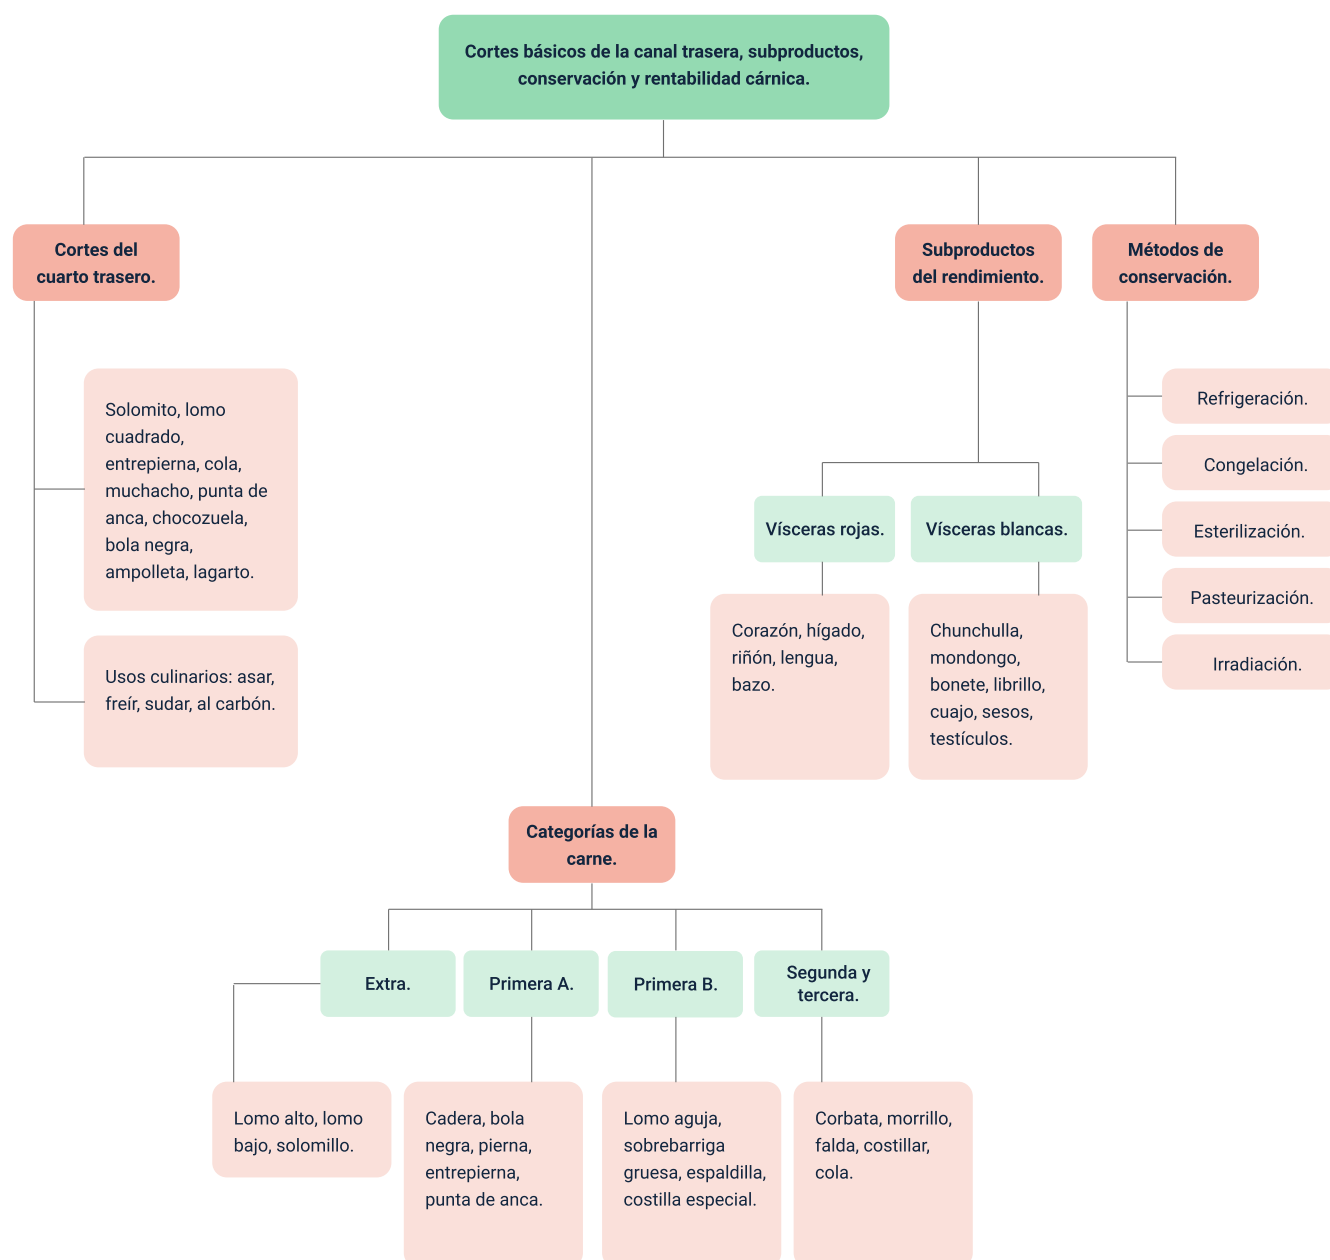 Cortes básicos de la canal trasera, subproductos,
conservación y rentabilidad cárnica.
Cortes del
cuarto trasero.
Solomito, lomo
cuadrado,
entrepierna, cola,
muchacho, punta de
anca, chocozuela,
bola negra,
ampolleta, lagarto.
Usos culinarios: asar,
freír, sudar, al carbón.
Subproductos
del rendimiento.
Vísceras rojas.
Corazón, hígado,
riñón, lengua,
bazo.
Vísceras blancas.
Chunchulla,
mondongo,
bonete, librillo,
cuajo, sesos,
testículos.
Métodos de
conservación.
Refrigeración.
Congelación.
Esterilización.
Pasteurización.
Irradiación.
Categorías de la
carne.
Extra.
Lomo alto, lomo
bajo, solomillo.
Primera A.
Cadera, bola
negra, pierna,
entrepierna,
punta de anca.
Primera B.
Lomo aguja,
sobrebarriga
gruesa, espaldilla,
costilla especial.
Segunda y
tercera.
Corbata, morrillo,
falda, costillar,
cola.